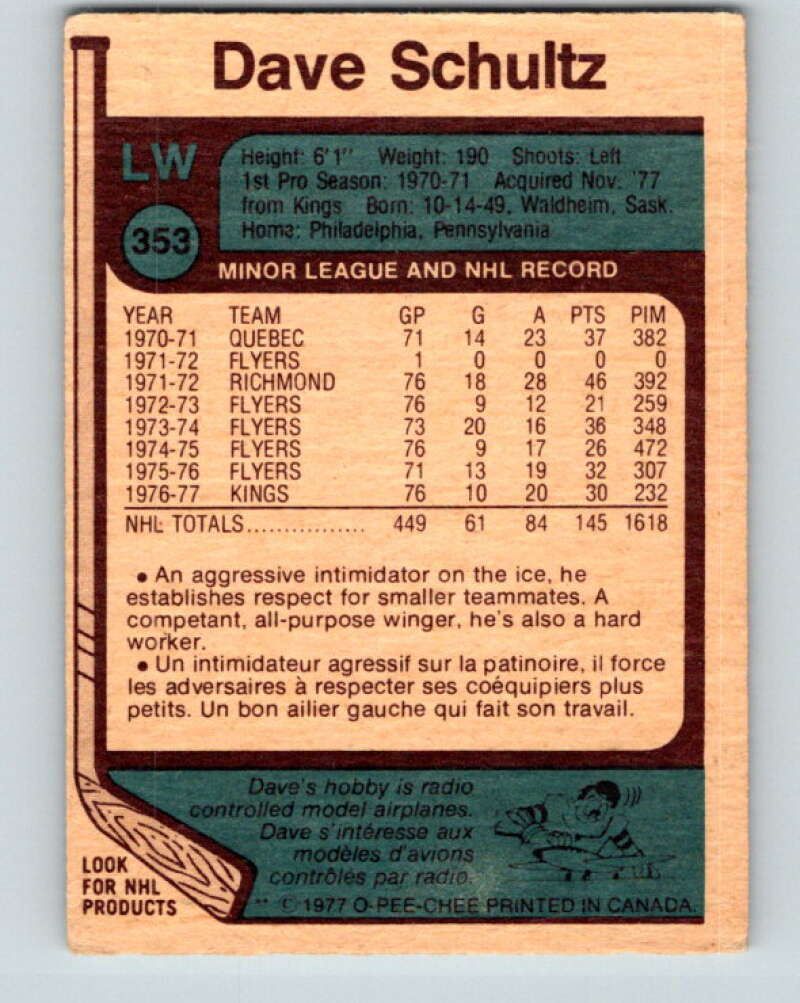 Dave Schultz
LW
353
Height: 6'1" Weight: 190 Shoots: Left
1st Pro Season: 1970-71 Acquired Nov. '77
from Kings Born: 10-14-49, Waldheim, Sask.
Home: Philadelphia, Pennsylvania
MINOR LEAGUE AND NHL RECORD
YEAR TEAM GP G A PTS PIM
1970-71 QUEBEC 71 14 23 37 382
1971-72 FLYERS 1 0 0 0 0
1971-72 RICHMOND 76 18 28 46 392
1972-73 FLYERS 76 9 12 21 259
1973-74 FLYERS 73 20 16 36 348
1974-75 FLYERS 76 9 17 26 472
1975-76 FLYERS 71 13 19 32 307
1976-77 KINGS 76 10 20 30 232
NHL TOTALS................ 449 61 84 145 1618
• An aggressive intimidator on the ice, he
establishes respect for smaller teammates. A
competant, all-purpose winger, he's also a hard
worker.
• Un intimidateur agressif sur la patinoire, il force
les adversaires à respecter ses coéquipiers plus
petits. Un bon ailier gauche qui fait son travail.
Dave's hobby is radio
controlled model airplanes.
Dave s'intéresse aux
modèles d'avions
contrôlés par radio.
LOOK
FOR NHL
PRODUCTS
** © 1977 O-PEE-CHEE PRINTED IN CANADA.